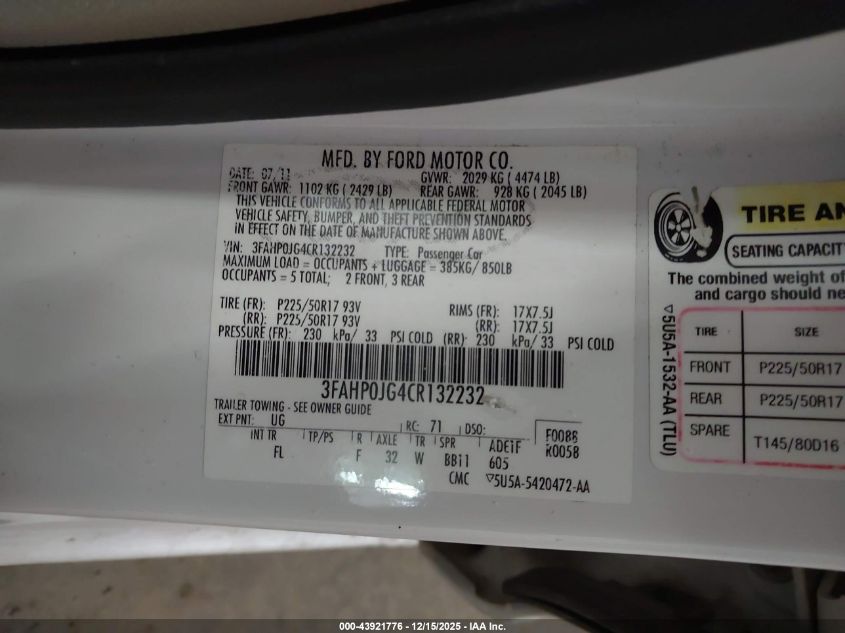 MFD. BY FORD MOTOR CO.
DATE: 07/11 GVWR: 2029 KG ( 4474 LB)
FRONT GAWR: 1102 KG ( 2429 LB) REAR GAWR: 928 KG ( 2045 LB)
THIS VEHICLE CONFORMS TO ALL APPLICABLE FEDERAL MOTOR
VEHICLE SAFETY, BUMPER, AND THEFT PREVENTION STANDARDS
IN EFFECT ON THE DATE OF MANUFACTURE SHOWN ABOVE.
VIN: 3FAHP0JG4CR132232 TYPE: Passenger Car
MAXIMUM LOAD = OCCUPANTS + LUGGAGE = 385KG/ 850LB
OCCUPANTS = 5 TOTAL; 2 FRONT, 3 REAR
TIRE (FR): P225/50R17 93V RIMS (FR): 17X7.5J
(RR): P225/50R17 93V (RR): 17X7.5J
PRESSURE (FR): 230 kPa/ 33 PSI COLD (RR): 230 kPa/ 33 PSI COLD
3FAHP0JG4CR132232
TRAILER TOWING - SEE OWNER GUIDE
EXT PNT: UG RC: 71 DSO: F0086
INT TR TP/PS R AXLE TR SPR ADE1F R0058
FL F 32 W BB11 605
CMC ▽5U5A-5420472-AA
TIRE AN
SEATING CAPACITY
The combined weight of
and cargo should ne
▽5U5A-1532-AA (TLU)
TIRE SIZE
FRONT P225/50R17
REAR P225/50R17
SPARE T145/80D16
000-43921776 - 12/15/2025 - IAA Inc.